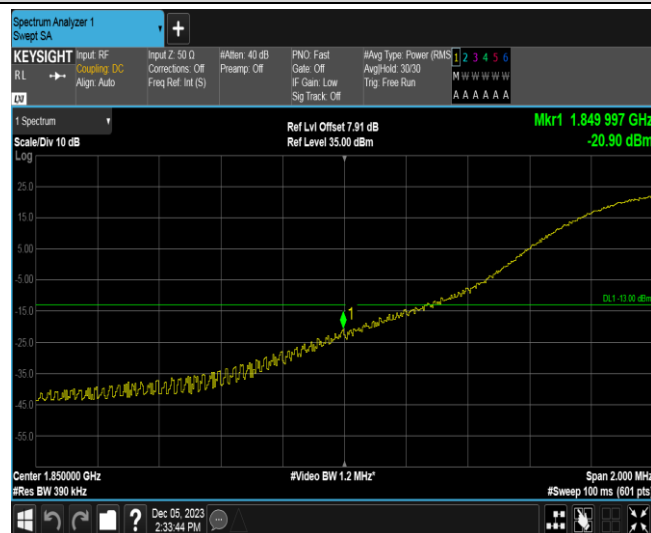 Spectrum Analyzer 1
Swept SA
+
KEYSIGHT
RL
LXI
Input: RF
Coupling: DC
Align: Auto
Input Z: 50 Ω
Corrections: Off
Freq Ref: Int (S)
#Atten: 40 dB
Preamp: Off
PNO: Fast
Gate: Off
IF Gain: Low
Sig Track: Off
#Avg Type: Power (RMS
Avg|Hold: 30/30
Trig: Free Run
1 2 3 4 5 6
M W W W W W
A A A A A A
1 Spectrum
Scale/Div 10 dB
Log
Ref Lvl Offset 7.91 dB
Ref Level 35.00 dBm
Mkr1 1.849 997 GHz
-20.90 dBm
25.0
15.0
5.00
-5.00
DL1 -13.00 dBm
-15.0
1
-25.0
-35.0
-45.0
-55.0
Center 1.850000 GHz
#Res BW 390 kHz
#Video BW 1.2 MHz*
Span 2.000 MHz
#Sweep 100 ms (601 pts)
?
Dec 05, 2023
2:33:44 PM